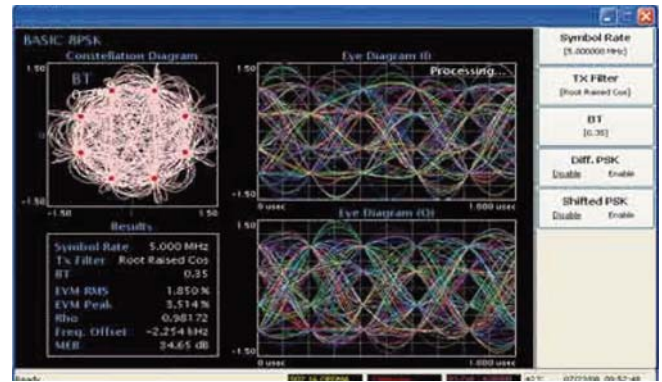 BASIC 8PSK
Constellation Diagram
1.50
BT
-1.50
-1.50
1.50
Eye Diagram (I)
1.50
Processing...
-1.50
0 usec
1.000 usec
Eye Diagram (Q)
1.50
-1.50
0 usec
1.000 usec
Results
Symbol Rate 5.000 MHz
Tx Filter Root Raised Cos
BT 0.35
EVM RMS 1.850 %
EVM Peak 3.514 %
Rho 0.98172
Freq. Offset -2.254 kHz
MER 34.65 dB
Symbol Rate
[5.000000 MHz]
Tx Filter
[Root Raised Cos]
BT
[0.35]
Diff. PSK
Disable Enable
Shifted PSK
Disable Enable
Ready